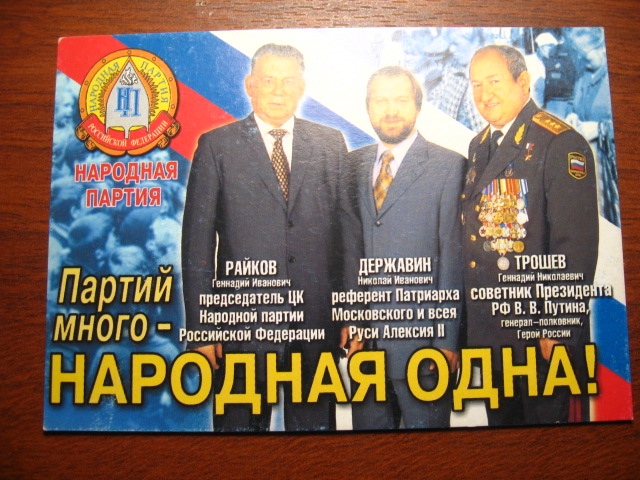 НАРОДНАЯ ПАРТИЯ
НП
РОССИЙСКОЙ ФЕДЕРАЦИИ
НАРОДНАЯ
ПАРТИЯ
РАЙКОВ
Геннадий Иванович
председатель ЦК
Народной партии
Российской Федерации
ДЕРЖАВИН
Николай Иванович
референт Патриарха
Московского и всея
Руси Алексия II
ТРОШЕВ
Геннадий Николаевич
советник Президента
РФ В. В. Путина,
генерал-полковник,
Герой России
Партий
много -
НАРОДНАЯ ОДНА!